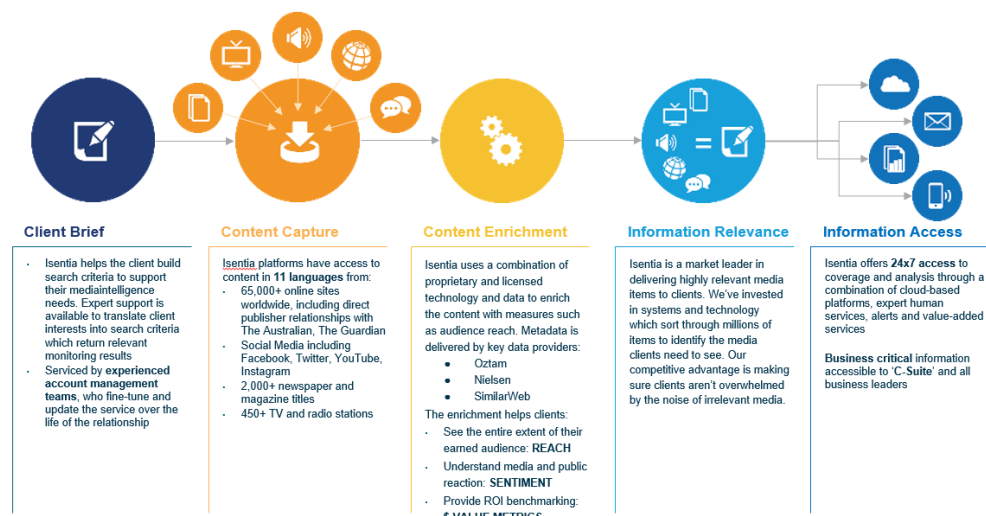 Client Brief
Isentia helps the client build
search criteria to support
their mediaintelligence
needs. Expert support is
available to translate client
interests into search criteria
which return relevant
monitoring results
Serviced by experienced
account management
teams, who fine-tune and
update the service over the
life of the relationship
Content Capture
Isentia platforms have access to
content in 11 languages from:
65,000+ online sites
worldwide, including direct
publisher relationships with
The Australian, The Guardian
Social Media including
Facebook, Twitter, YouTube,
Instagram
2,000+ newspaper and
magazine titles
450+ TV and radio stations
Content Enrichment
Isentia uses a combination of
proprietary and licensed
technology and data to enrich
the content with measures such
as audience reach. Metadata is
delivered by key data providers:
Oztam
Nielsen
SimilarWeb
The enrichment helps clients:
See the entire extent of their
earned audience: REACH
Understand media and public
reaction: SENTIMENT
Provide ROI benchmarking:
$ VALUE METRICS
Information Relevance
Isentia is a market leader in
delivering highly relevant media
items to clients. We've invested
in systems and technology
which sort through millions of
items to identify the media
clients need to see. Our
competitive advantage is making
sure clients aren't overwhelmed
by the noise of irrelevant media.
Information Access
Isentia offers 24x7 access to
coverage and analysis through a
combination of cloud-based
platforms, expert human
services, alerts and value-added
services
Business critical information
accessible to 'C-Suite' and all
business leaders